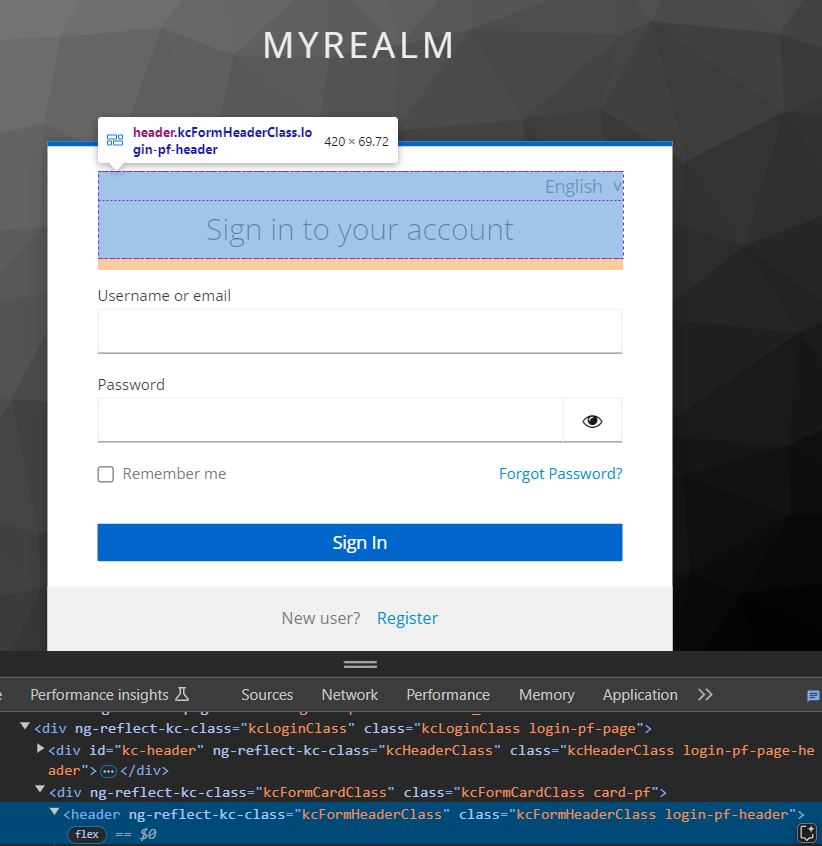 MYREALM
header.kcFormHeaderClass.lo
gin-pf-header
420 × 69.72
English
Sign in to your account
Username or email
Password
Remember me
Forgot Password?
Sign In
New user? Register
Performance insights
Sources
Network
Performance
Memory
Application
<div ng-reflect-kc-class="kcLoginClass" class="kcLoginClass login-pf-page">
<div id="kc-header" ng-reflect-kc-class="kcHeaderClass" class="kcHeaderClass login-pf-page-he
ader"> … </div>
<div ng-reflect-kc-class="kcFormCardClass" class="kcFormCardClass card-pf">
<header ng-reflect-kc-class="kcFormHeaderClass" class="kcFormHeaderClass login-pf-header">
flex == $0